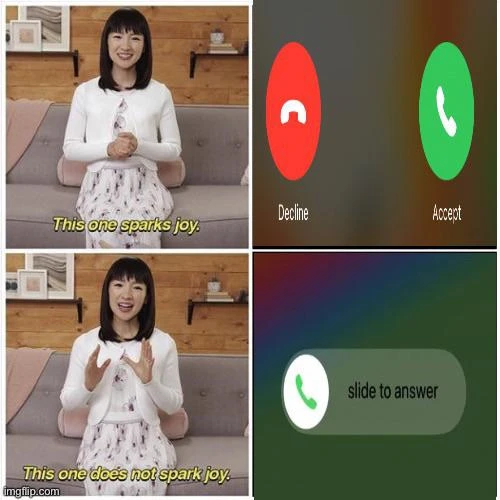 Decline
Accept
This one sparks joy.
slide to answer
This one does not spark joy.
imgflip.com